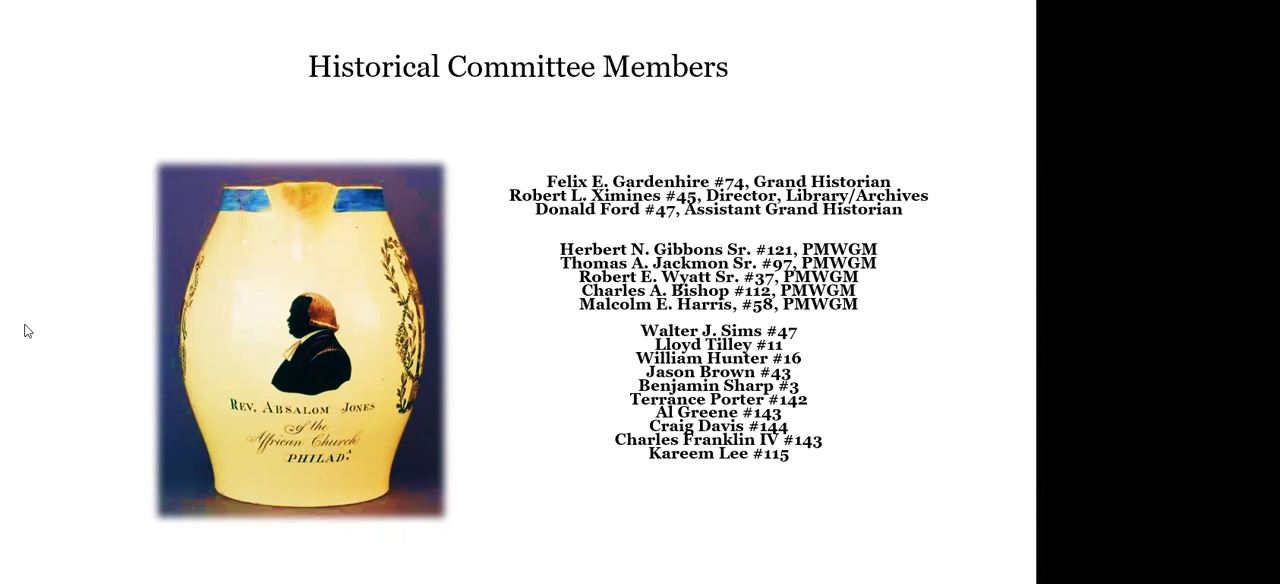 Historical Committee Members
REV. ABSALOM JONES
of the
Affrican Church
PHILADA.
Felix E. Gardenhire #74, Grand Historian
Robert L. Ximines #45, Director, Library/Archives
Donald Ford #47, Assistant Grand Historian
Herbert N. Gibbons Sr. #121, PMWGM
Thomas A. Jackmon Sr. #97, PMWGM
Robert E. Wyatt Sr. #37, PMWGM
Charles A. Bishop #112, PMWGM
Malcolm E. Harris, #58, PMWGM
Walter J. Sims #47
Lloyd Tilley #11
William Hunter #16
Jason Brown #43
Benjamin Sharp #3
Terrance Porter #142
Al Greene #143
Craig Davis #144
Charles Franklin IV #143
Kareem Lee #115